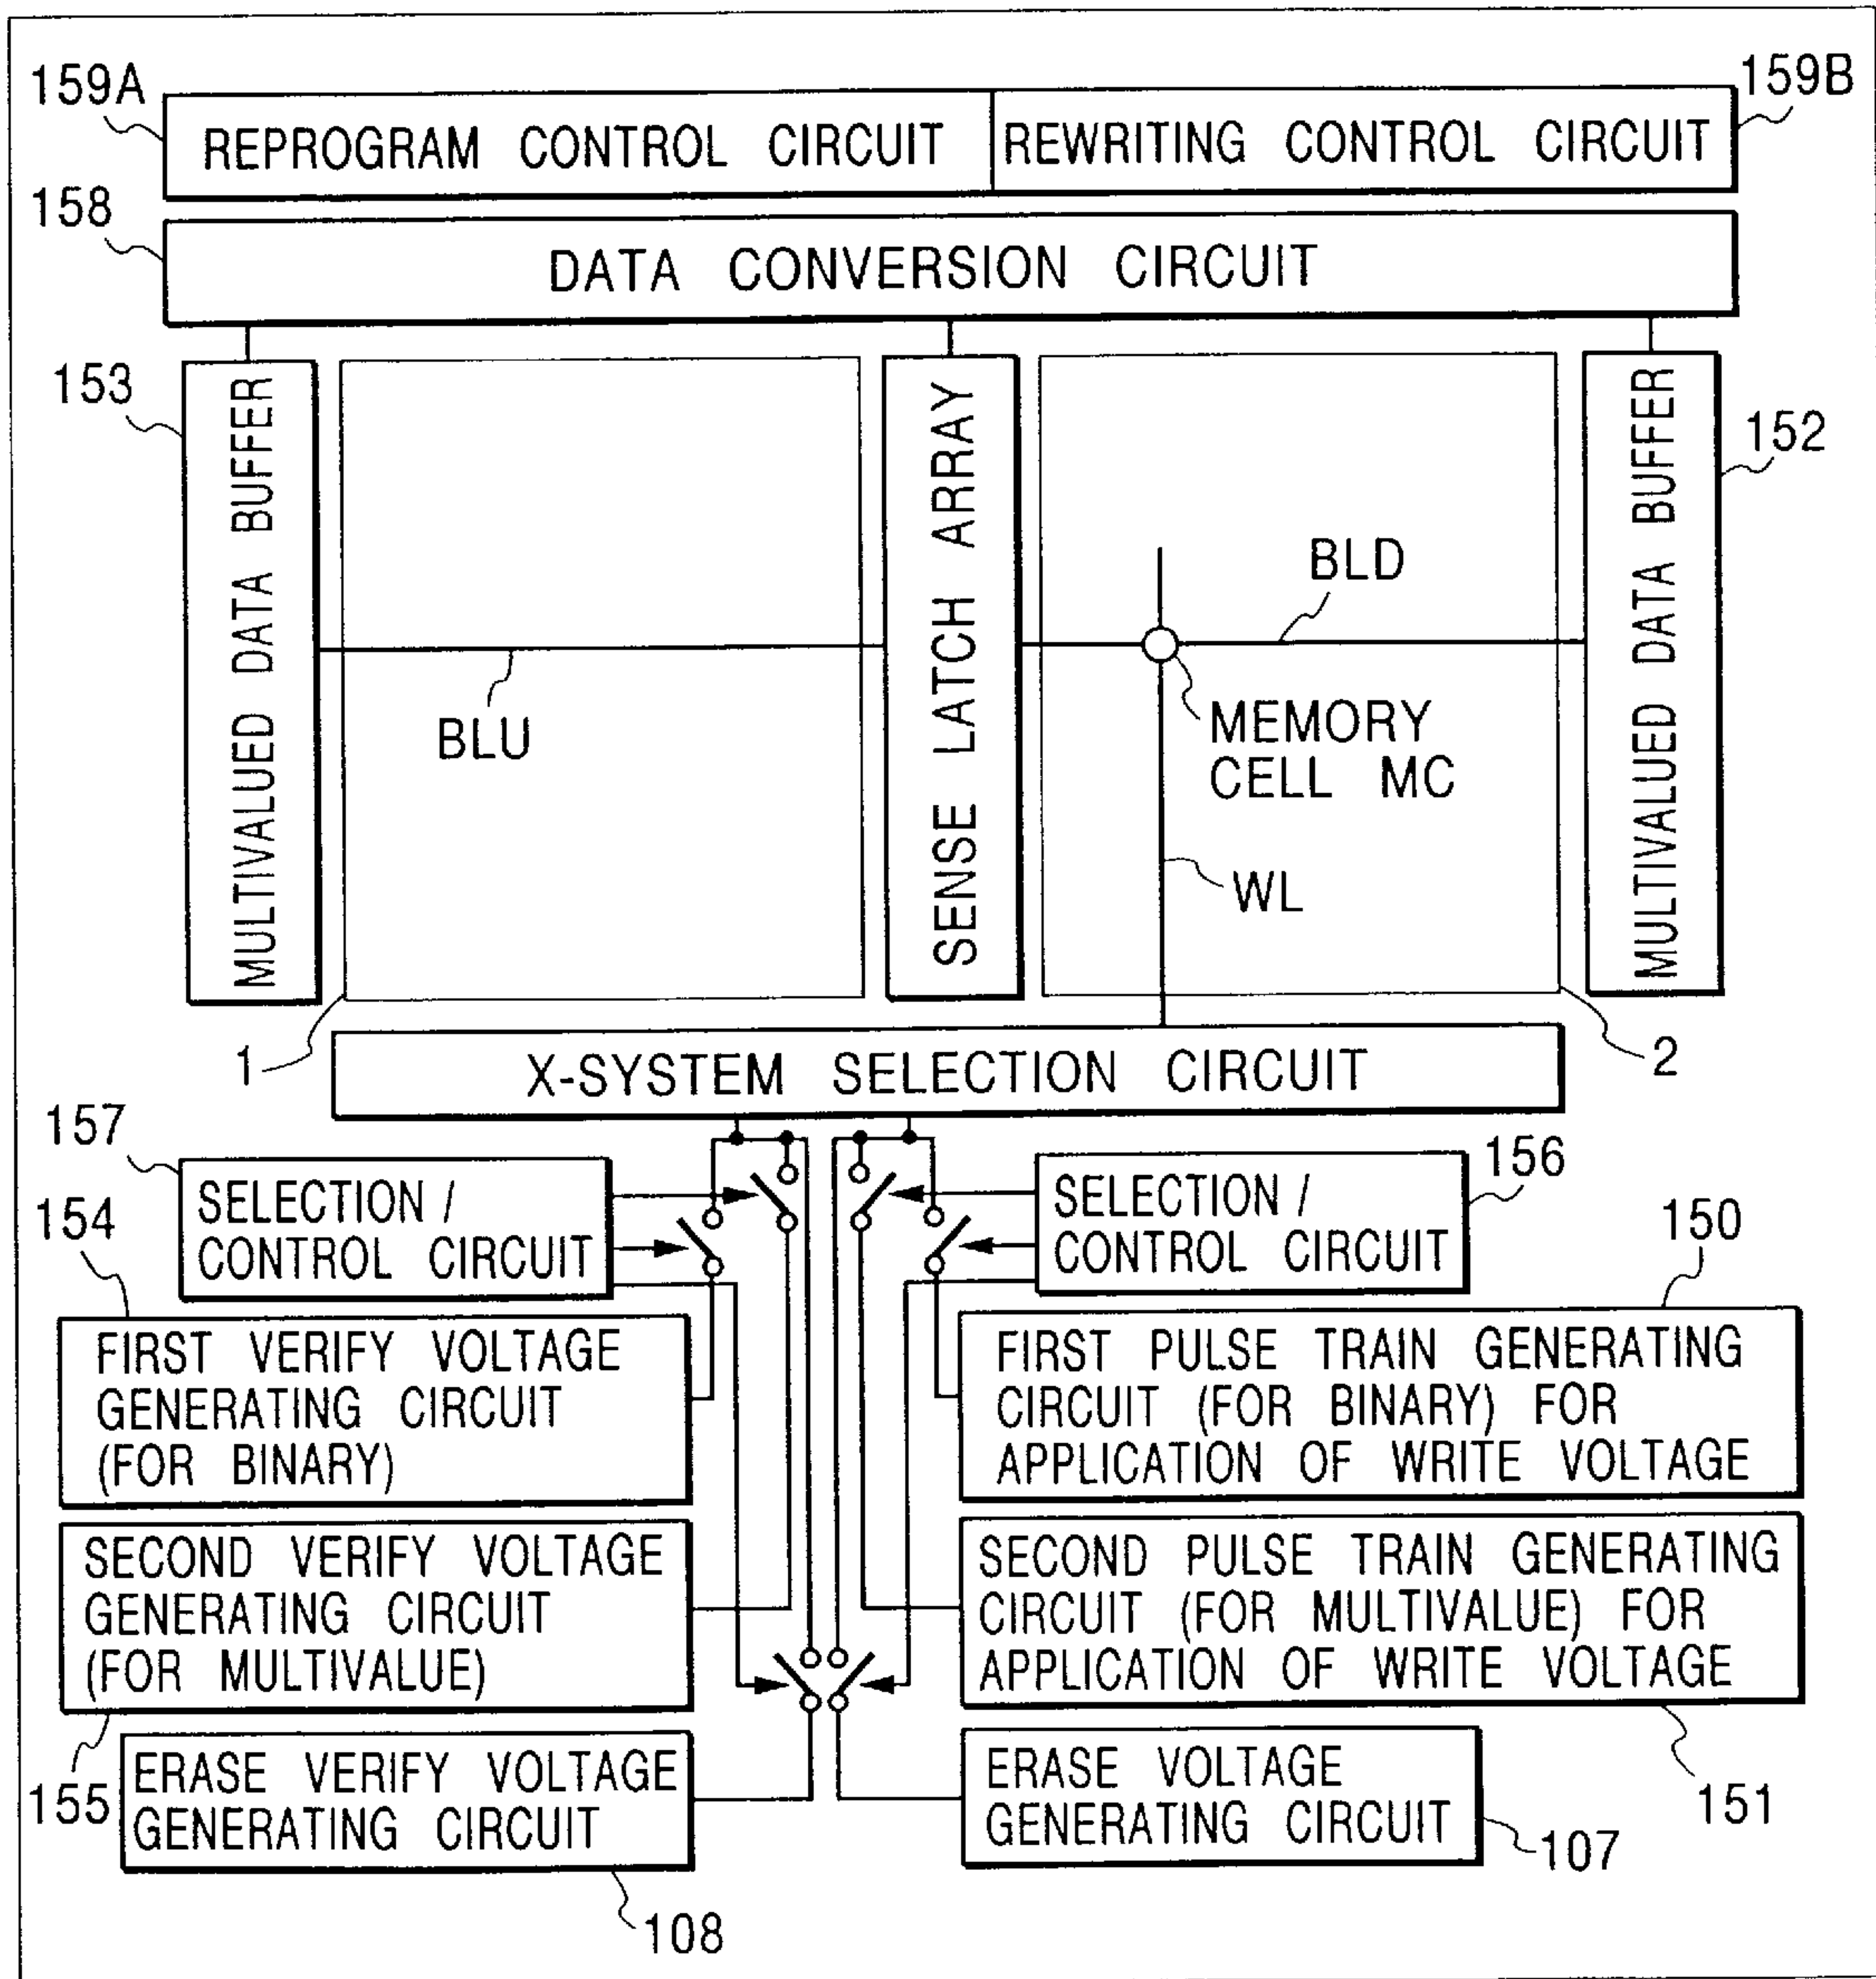 159A
159B
REPROGRAM CONTROL CIRCUIT
REWRITING CONTROL CIRCUIT
158
DATA CONVERSION CIRCUIT
153
MULTIVALUED DATA BUFFER
BLU
SENSE LATCH ARRAY
BLD
MEMORY
CELL MC
WL
MULTIVALUED DATA BUFFER
152
1
2
X-SYSTEM SELECTION CIRCUIT
157
SELECTION /
CONTROL CIRCUIT
156
SELECTION /
CONTROL CIRCUIT
154
FIRST VERIFY VOLTAGE
GENERATING CIRCUIT
(FOR BINARY)
150
FIRST PULSE TRAIN GENERATING
CIRCUIT (FOR BINARY) FOR
APPLICATION OF WRITE VOLTAGE
SECOND VERIFY VOLTAGE
GENERATING CIRCUIT
(FOR MULTIVALUE)
155
SECOND PULSE TRAIN GENERATING
CIRCUIT (FOR MULTIVALUE) FOR
APPLICATION OF WRITE VOLTAGE
151
ERASE VERIFY VOLTAGE
GENERATING CIRCUIT
108
ERASE VOLTAGE
GENERATING CIRCUIT
107